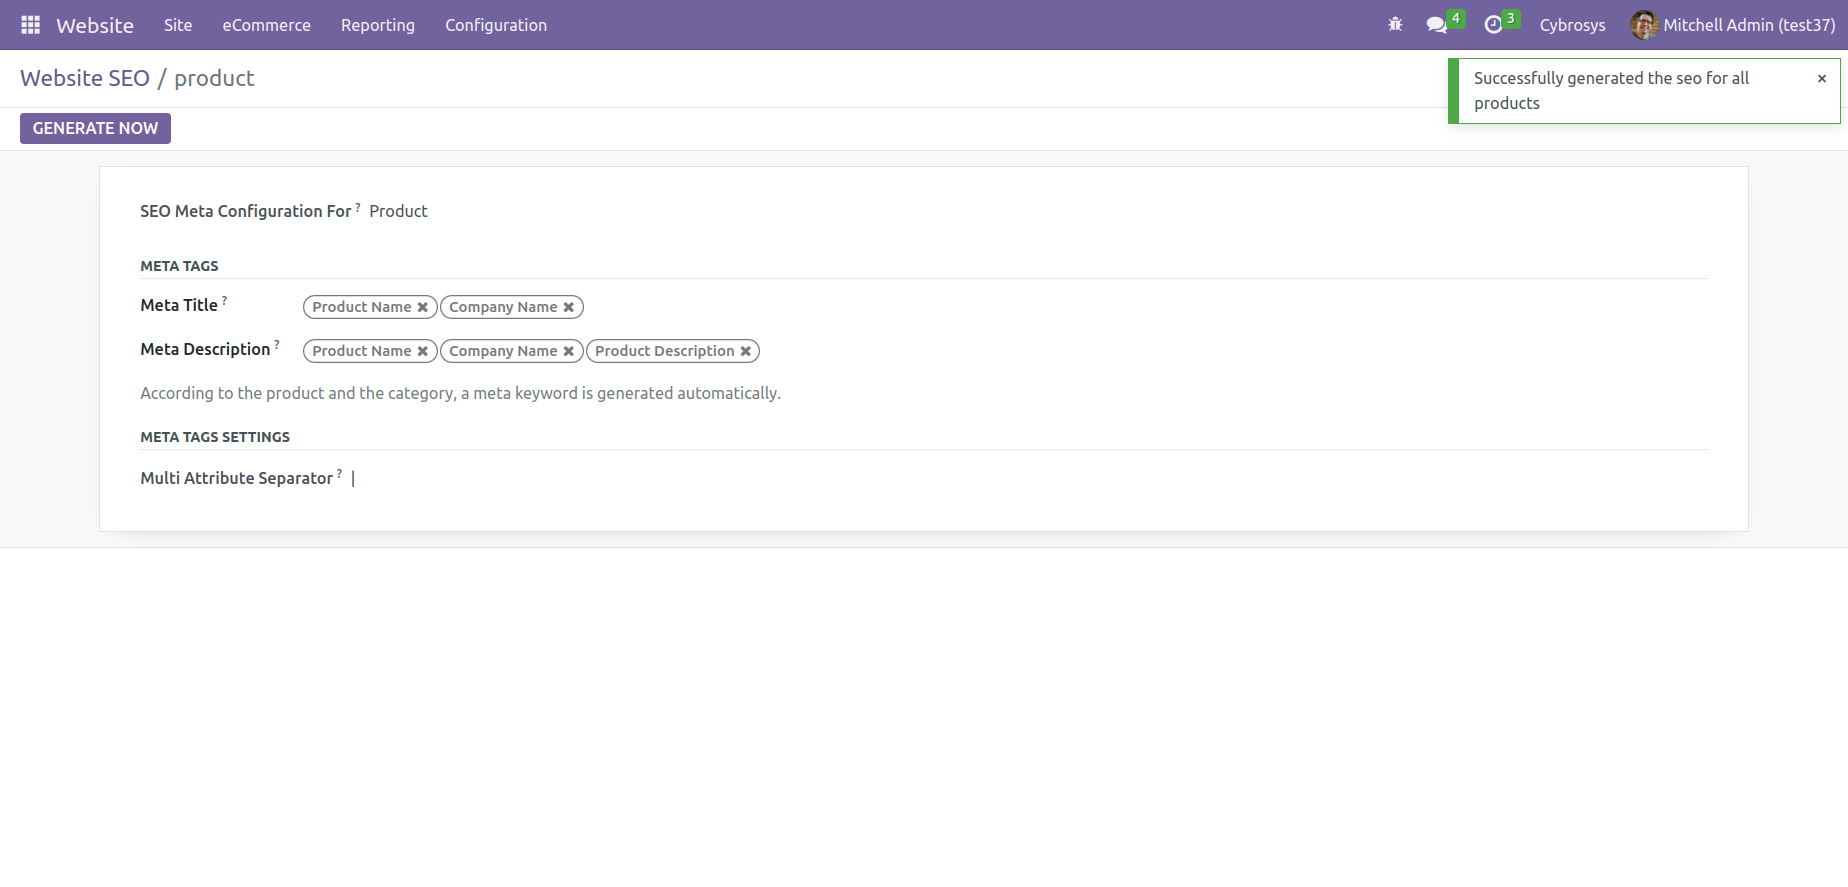 Website Site eCommerce Reporting Configuration 4 3 Cybrosys Mitchell Admin (test37)
Website SEO / product
Successfully generated the seo for all
products
×
GENERATE NOW
SEO Meta Configuration For ? Product
META TAGS
Meta Title ? Product Name ✖ Company Name ✖
Meta Description ? Product Name ✖ Company Name ✖ Product Description ✖
According to the product and the category, a meta keyword is generated automatically.
META TAGS SETTINGS
Multi Attribute Separator ? |